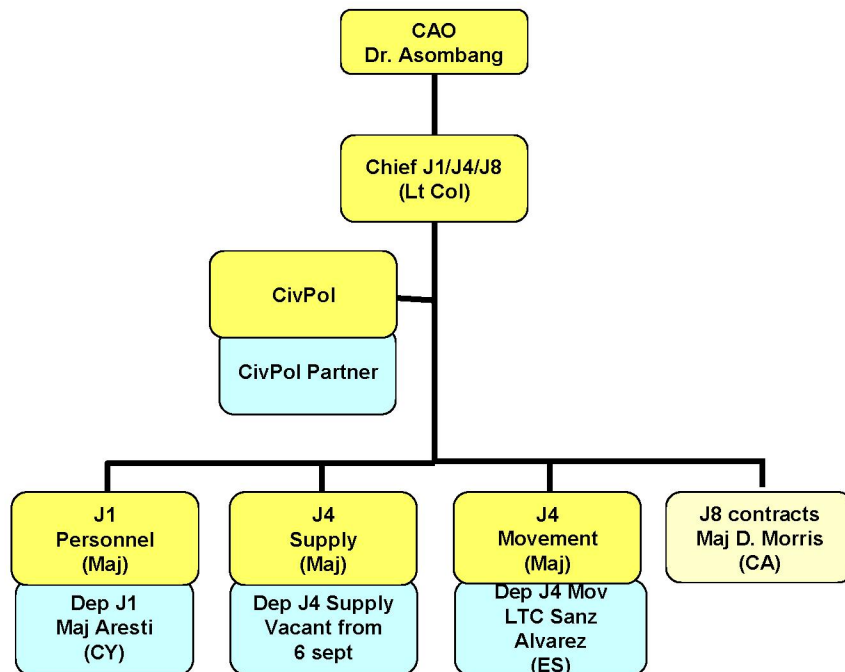 CAO
Dr. Asombang
Chief J1/J4/J8
(Lt Col)
CivPol
CivPol Partner
J1
Personnel
(Maj)
Dep J1
Maj Aresti
(CY)
J4
Supply
(Maj)
Dep J4 Supply
Vacant from
6 sept
J4
Movement
(Maj)
Dep J4 Mov
LTC Sanz
Alvarez
(ES)
J8 contracts
Maj D. Morris
(CA)